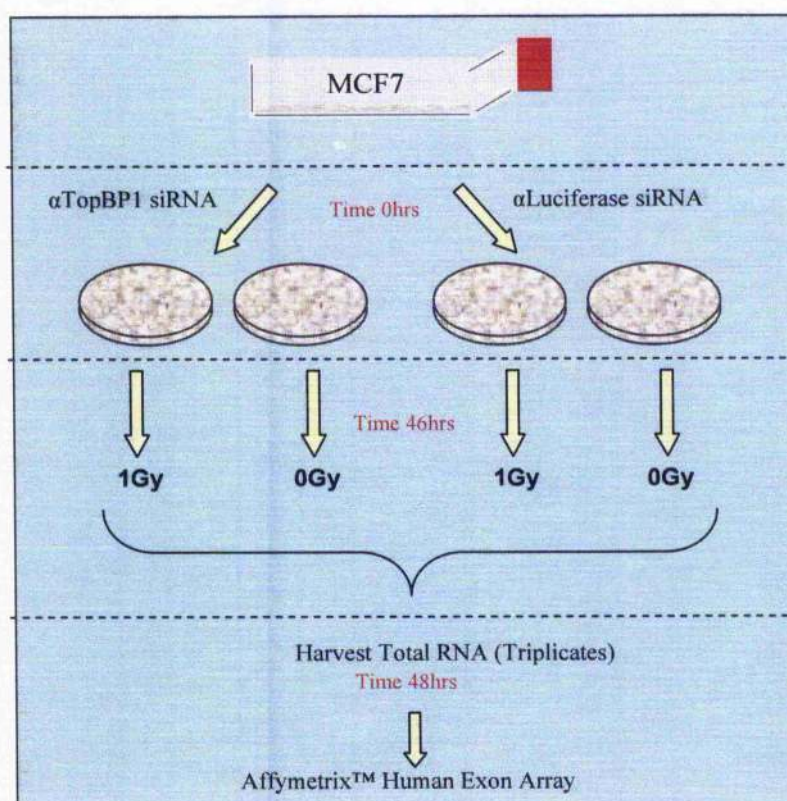 MCF7
αTopBP1 siRNA
αLuciferase siRNA
Time 0hrs
Time 46hrs
1Gy
0Gy
1Gy
0Gy
Harvest Total RNA (Triplicates)
Time 48hrs
Affymetrix™ Human Exon Array